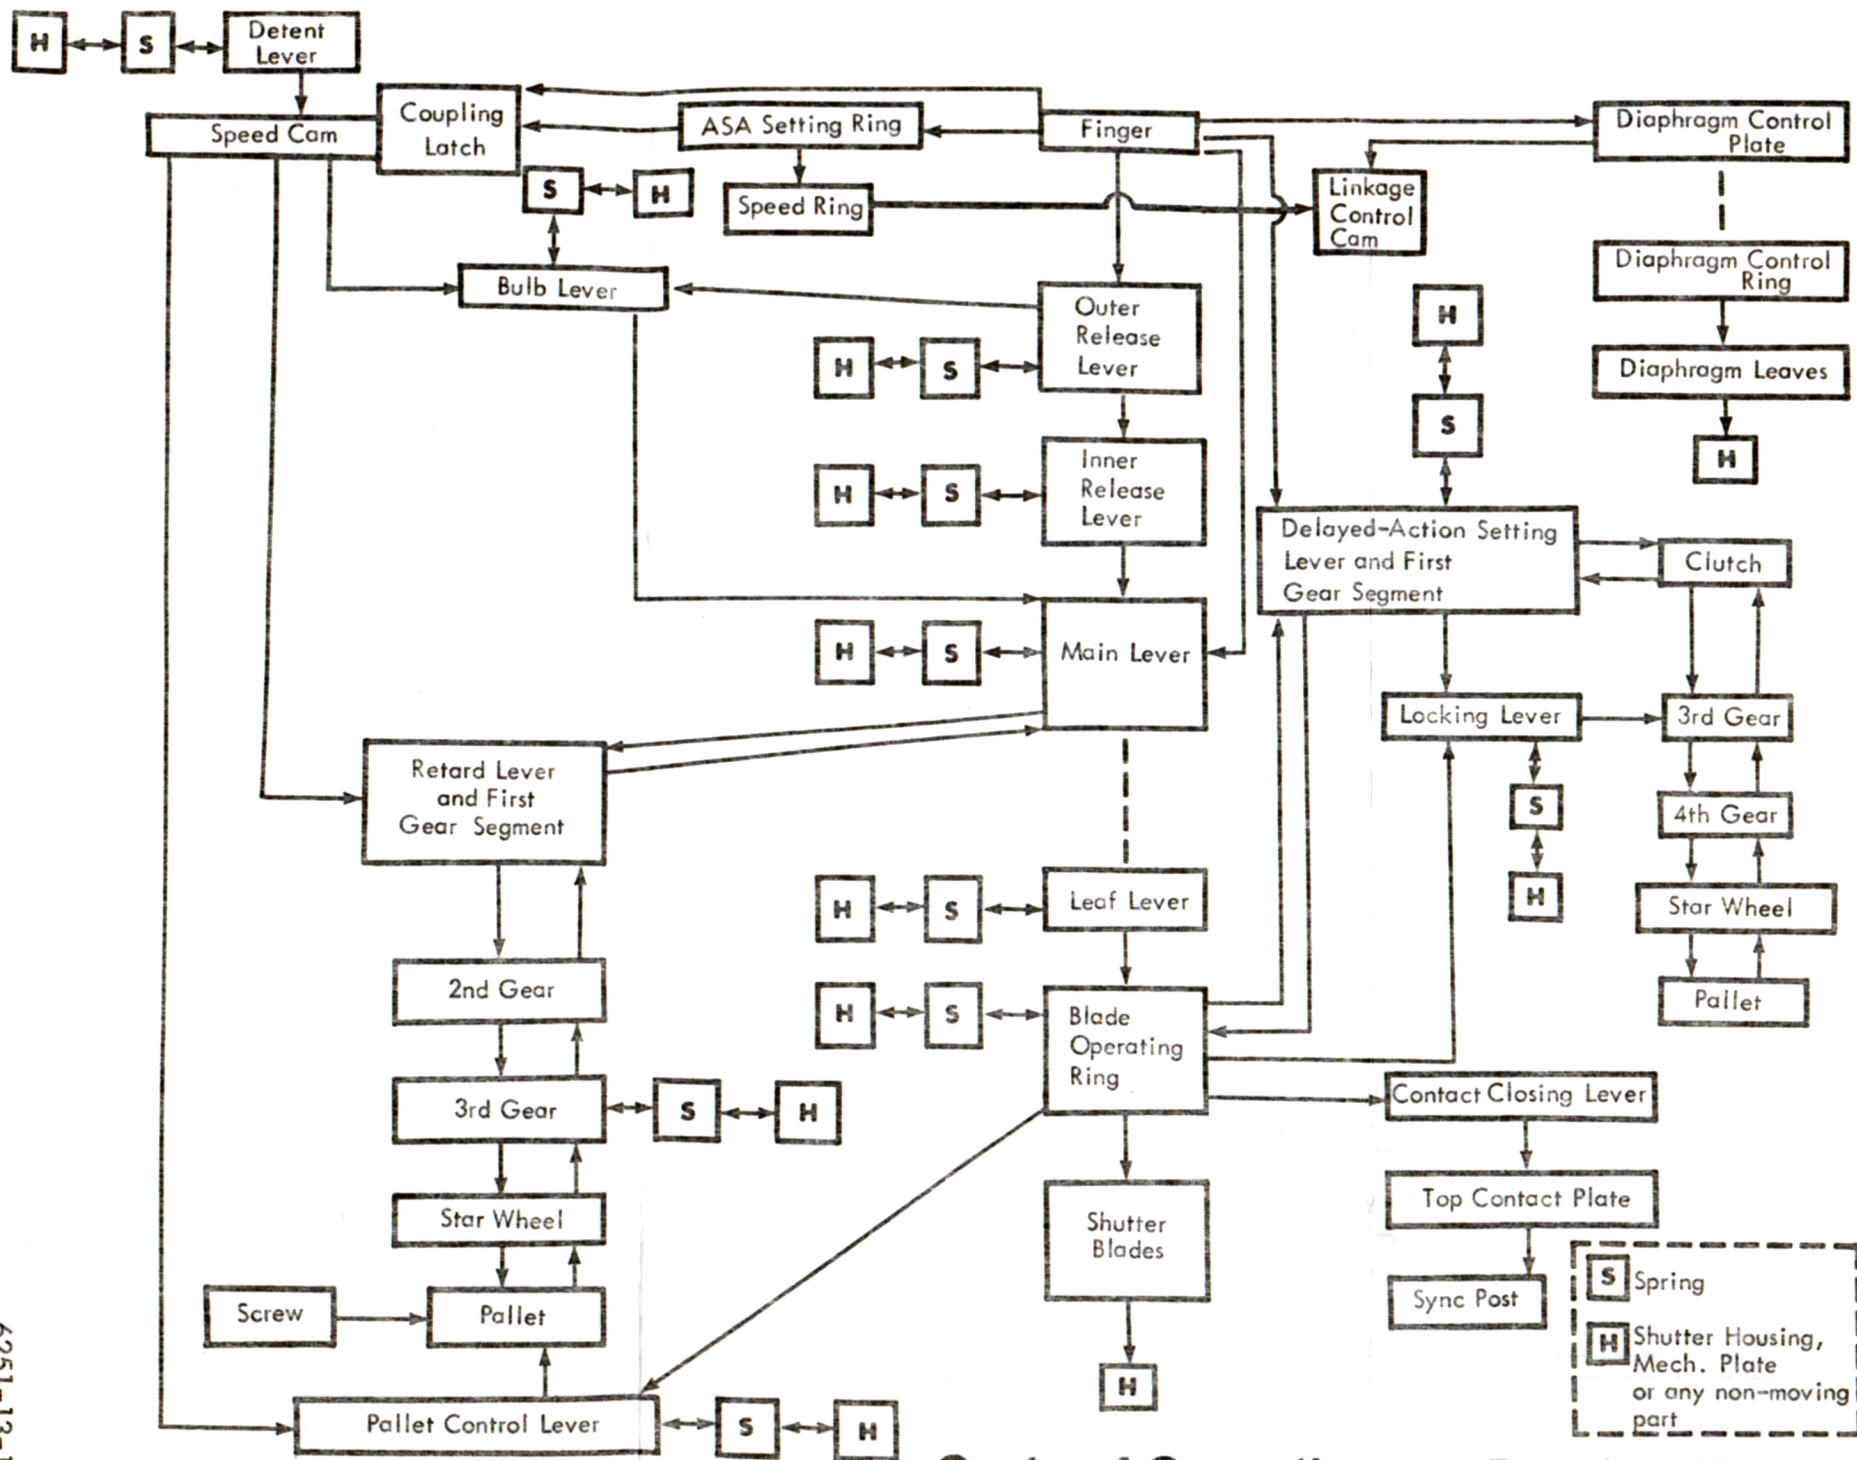 H
S
Detent
Lever
Speed Cam
Coupling
Latch
ASA Setting Ring
Finger
Diaphragm Control
Plate
S
H
Speed Ring
Linkage
Control
Cam
Bulb Lever
Diaphragm Control
Ring
Outer
Release
Lever
H
S
H
Diaphragm Leaves
S
H
Inner
Release
Lever
H
S
Delayed-Action Setting
Lever and First
Gear Segment
Clutch
H
S
Main Lever
Locking Lever
3rd Gear
Retard Lever
and First
Gear Segment
S
4th Gear
H
S
Leaf Lever
H
Star Wheel
2nd Gear
H
S
Blade
Operating
Ring
Pallet
3rd Gear
S
H
Contact Closing Lever
Star Wheel
Shutter
Blades
Top Contact Plate
Screw
Pallet
Sync Post
S Spring
H Shutter Housing,
Mech. Plate
or any non-moving
part
H
Pallet Control Lever
S
H